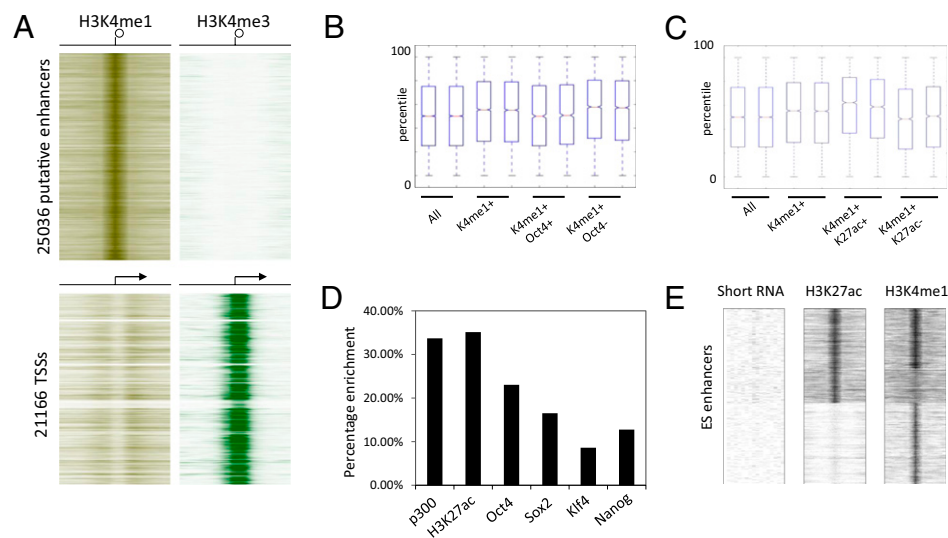 A
H3K4me1
H3K4me3
25036 putative enhancers
21166 TSSs
B
100
percentile
0
All
K4me1+
K4me1+
Oct4+
K4me1+
Oct4-
C
100
percentile
0
All
K4me1+
K4me1+
K27ac+
K4me1+
K27ac-
D
40.00%
30.00%
20.00%
10.00%
0.00%
Percentage enrichment
p300
H3K27ac
Oct4
Sox2
Klf4
Nanog
E
Short RNA
H3K27ac
H3K4me1
ES enhancers